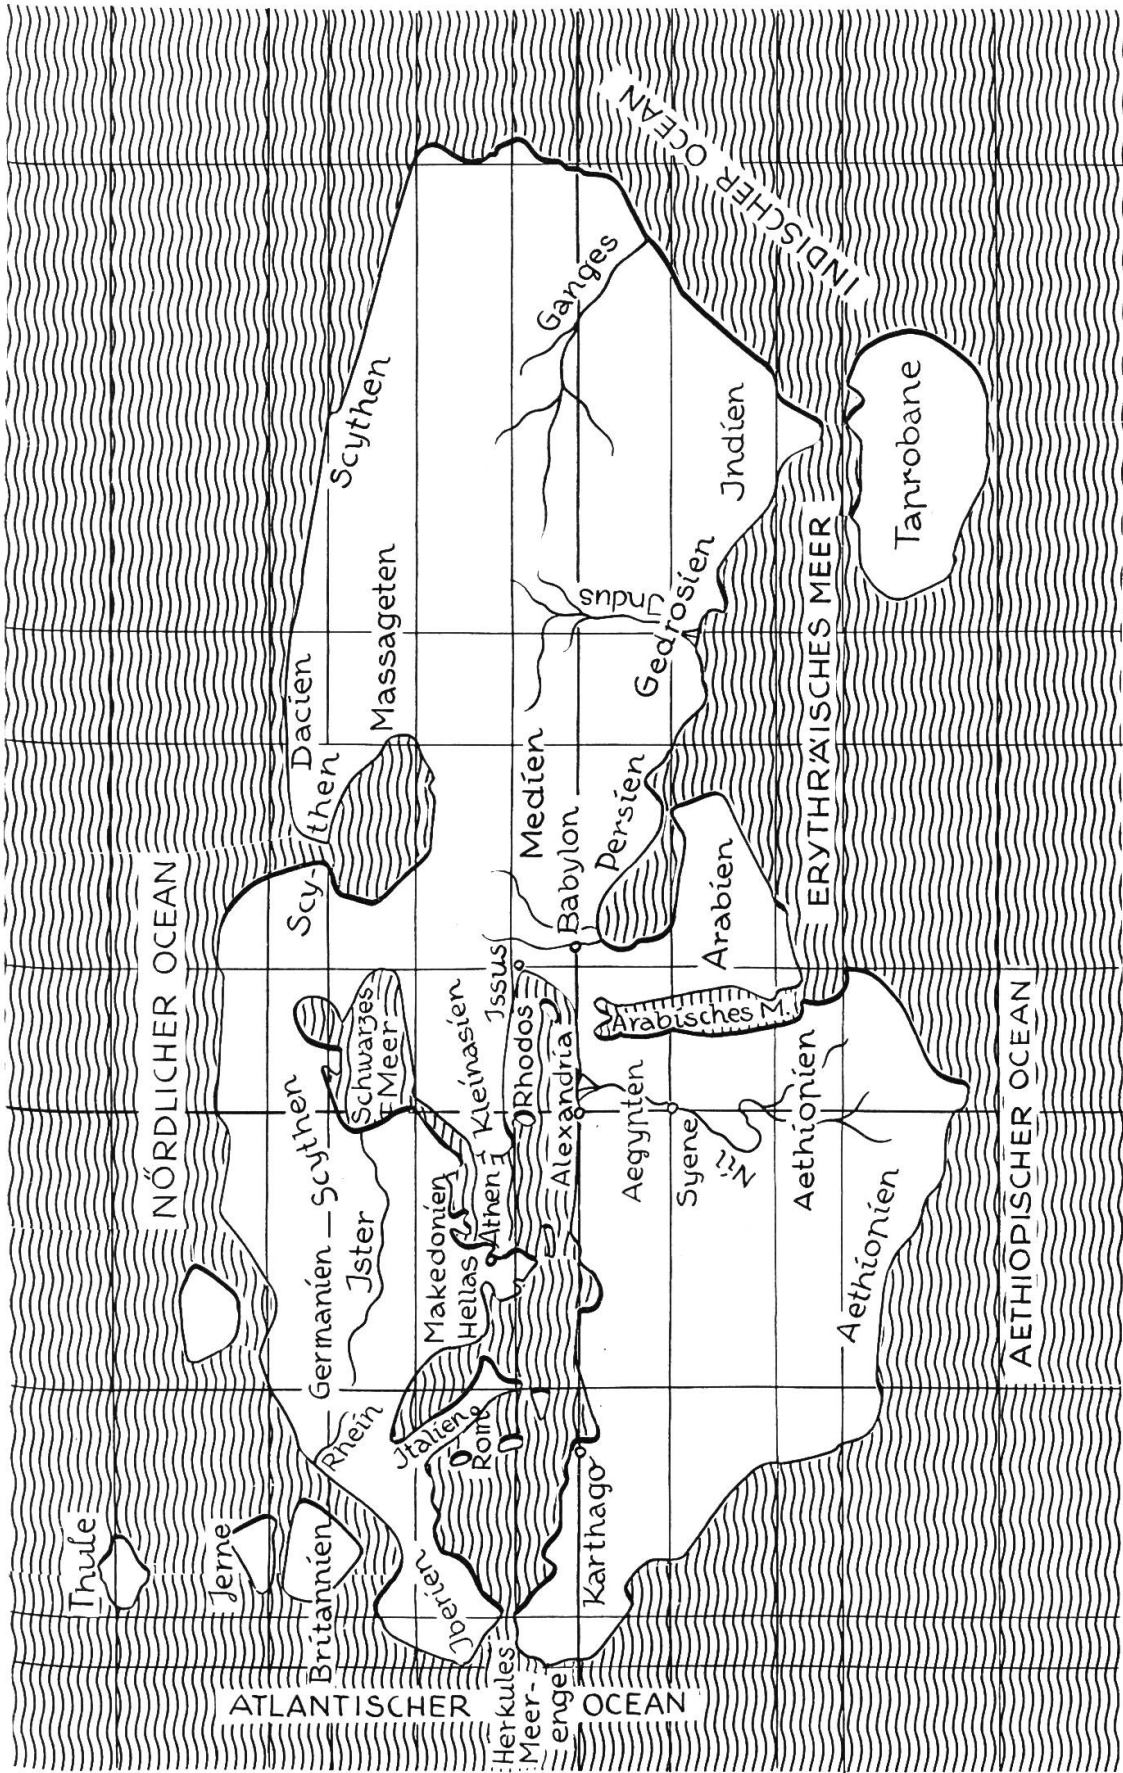 Thule
NÖRDLICHER OCEAN
Jerne
Britannien
ATLANTISCHER
OCEAN
Herkules
Meer-
enge
Germanien – Scythen
Scy-
then
Dacien
Scythen
Massageten
Rhein
Jster
Schwarzes
Meer
Jberien
Jtalien
Rom
Makedonien
Hellas
Athen
Kleinasien
Jssus
Rhodos
Medien
Ganges
Jndus
Karthago
Alexandria
Babylon
Persien
Gedrosien
Jndien
Aegypten
Syene
Nil
Arabisches M.
Arabien
Aethiopien
Aethiopien
ERYTHRÄISCHES MEER
INDISCHER OCEAN
Taprobane
AETHIOPISCHER OCEAN